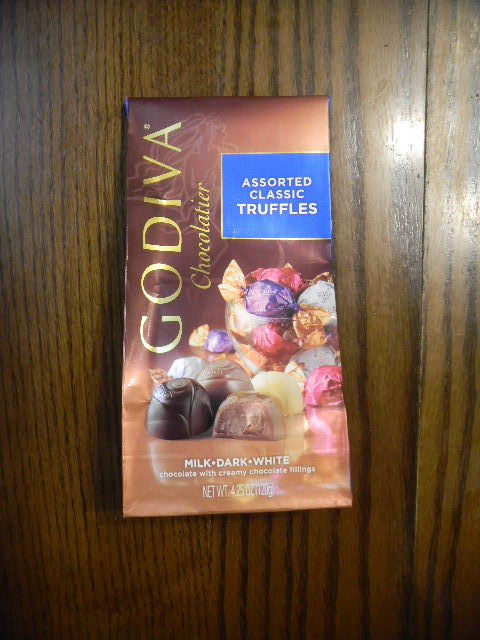 GODIVA®
Chocolatier
ASSORTED
CLASSIC
TRUFFLES
MILK•DARK•WHITE
chocolate with creamy chocolate fillings
NET WT. 4.25 OZ (120g)